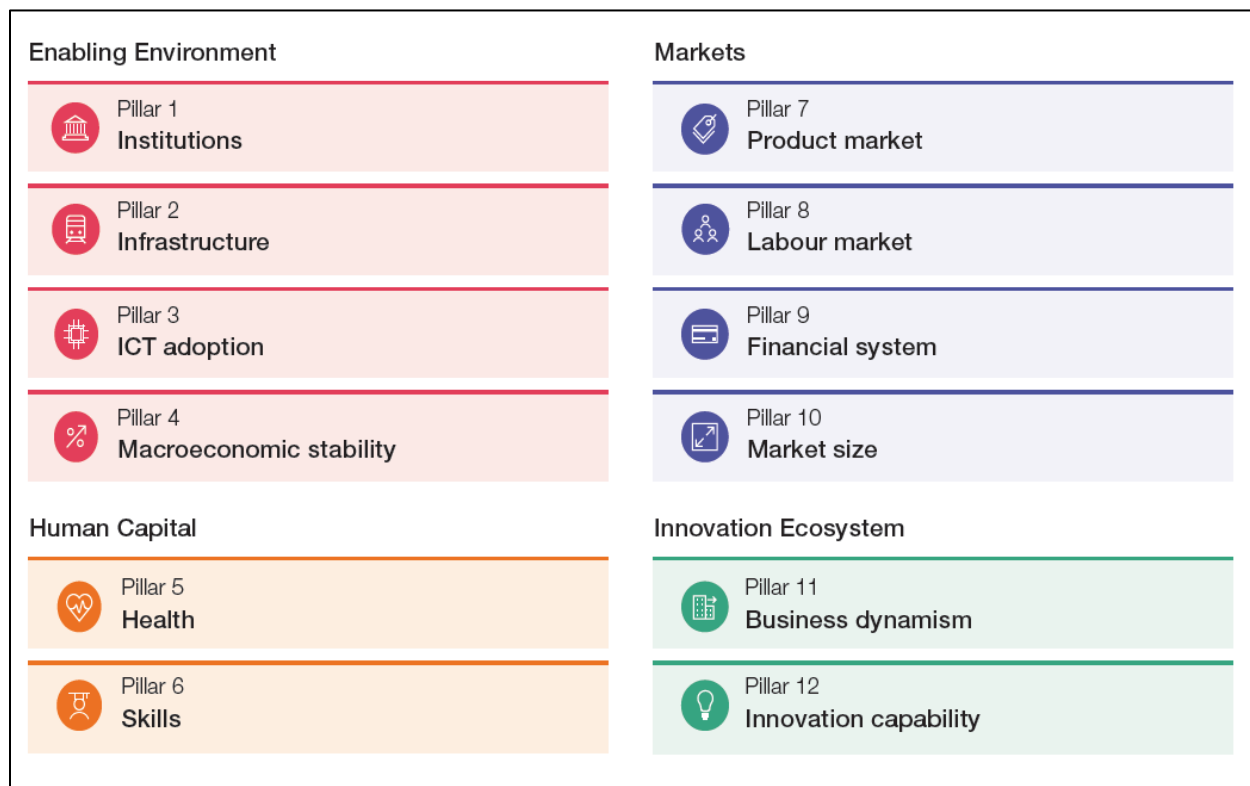 Enabling Environment
Pillar 1
Institutions
Pillar 2
Infrastructure
Pillar 3
ICT adoption
Pillar 4
Macroeconomic stability
Human Capital
Pillar 5
Health
Pillar 6
Skills
Markets
Pillar 7
Product market
Pillar 8
Labour market
Pillar 9
Financial system
Pillar 10
Market size
Innovation Ecosystem
Pillar 11
Business dynamism
Pillar 12
Innovation capability